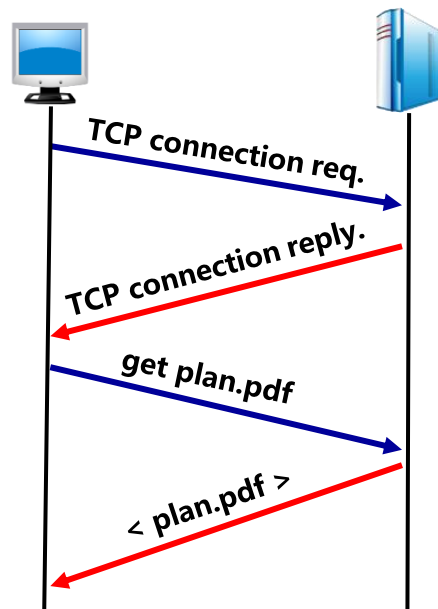 TCP connection req.
TCP connection reply.
get plan.pdf
< plan.pdf >